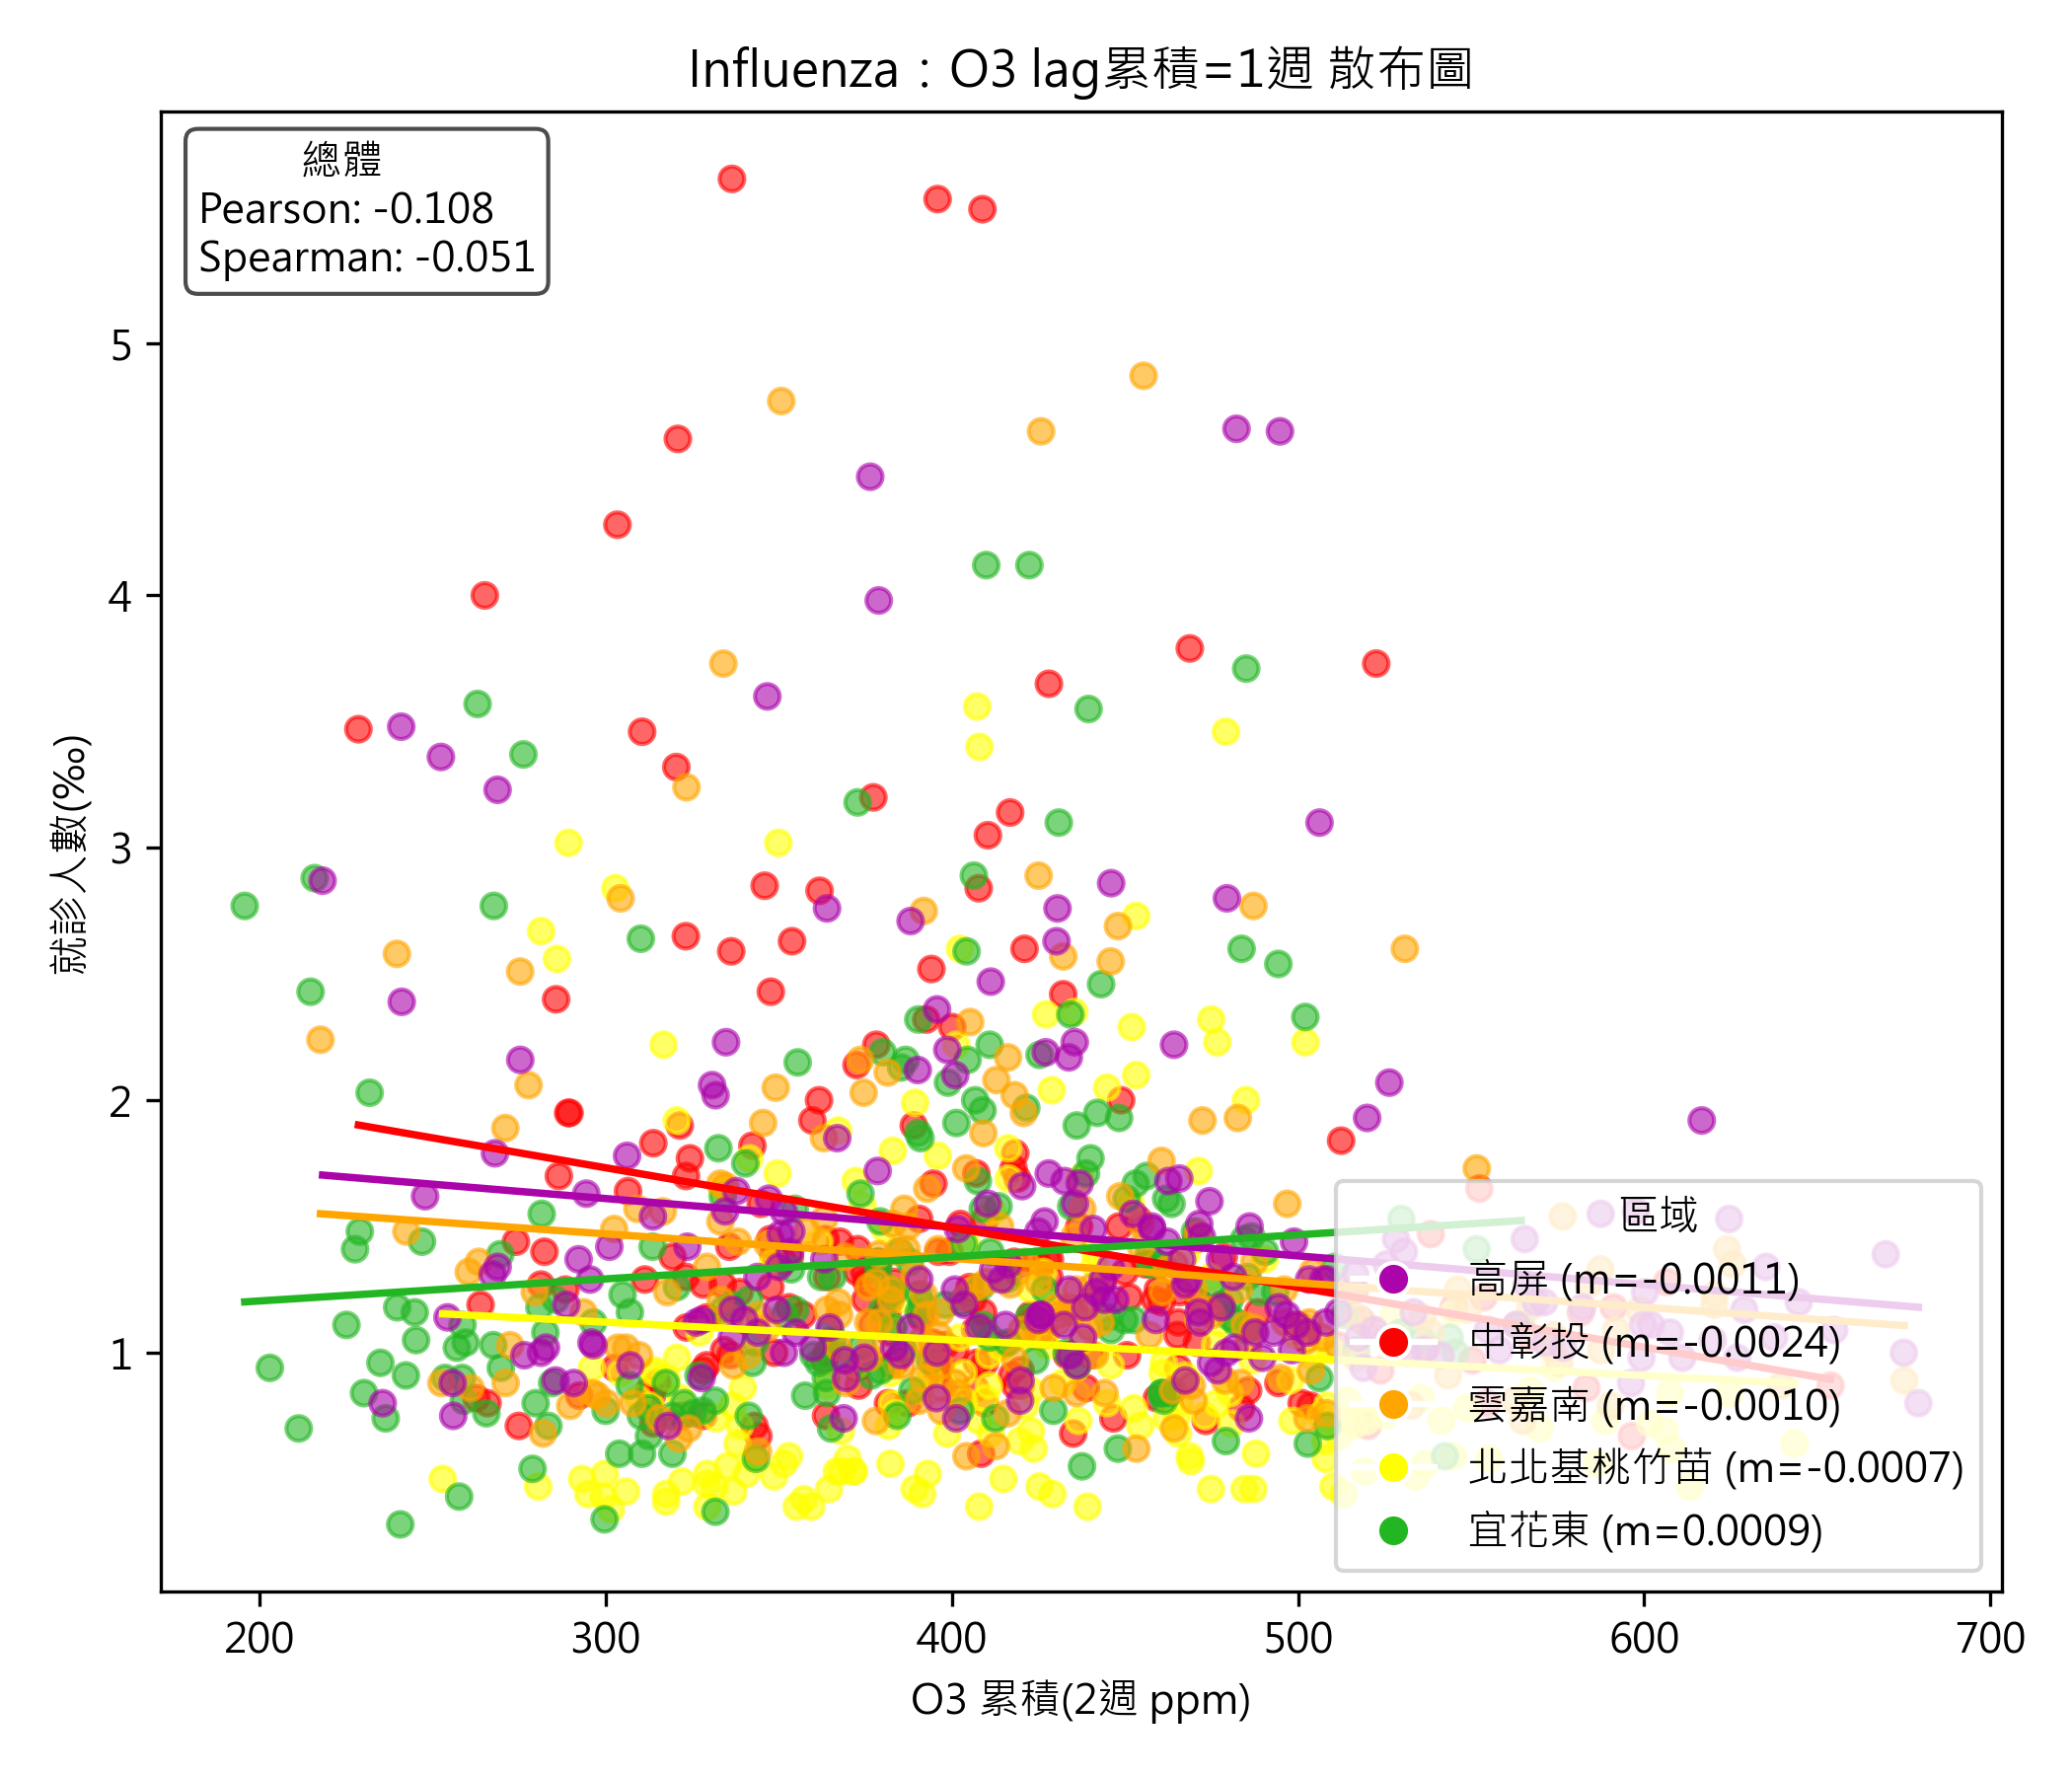 Influenza：O3 lag累積=1週 散布圖
總體
Pearson: -0.108
Spearman: -0.051
就診人數(‰)
5
4
3
2
1
區域
高屏 (m=-0.0011)
中彰投 (m=-0.0024)
雲嘉南 (m=-0.0010)
北北基桃竹苗 (m=-0.0007)
宜花東 (m=0.0009)
200 300 400 500 600 700
O3 累積(2週 ppm)